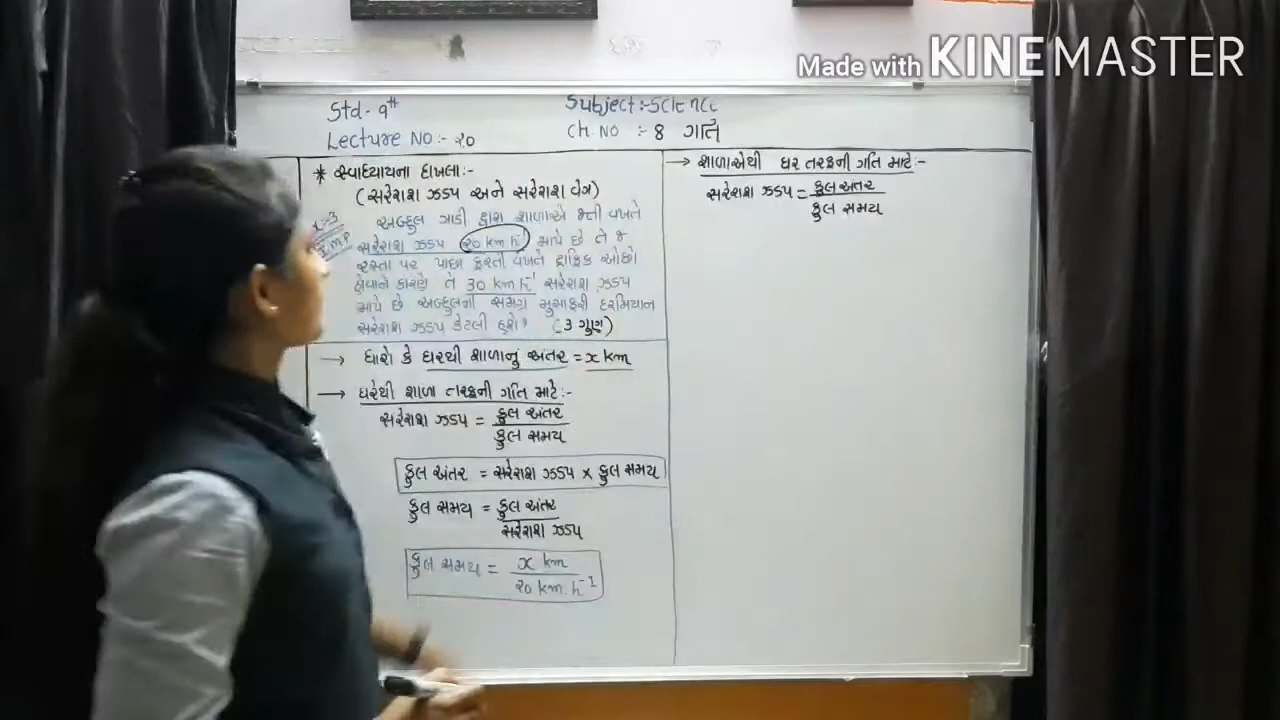 Made with KINEMASTER
Std - 9th
Subject :- Science
Lecture No :- ૨૦
Ch. No :- 8 ગતિ
* સ્વાધ્યાયના દાખલા :-
(સરેરાશ ઝડપ અને સરેરાશ વેગ)
અબ્દુલ ગાડી દ્વારા શાળાએ જતી વખતે
સરેરાશ ઝડપ ૨૦ km h⁻¹ માપે છે તે જ
રસ્તા પર પાછા ફરતી વખતે ટ્રાફિક ઓછો
હોવાને કારણે તે 30 km h⁻¹ સરેરાશ ઝડપ
માપે છે અબ્દુલની સમગ્ર મુસાફરી દરમિયાન
સરેરાશ ઝડપ કેટલી હશે? (3 ગુણ)
→ ધારો કે ઘરથી શાળાનું અંતર = x km
→ ઘરેથી શાળા તરફની ગતિ માટે :-
સરેરાશ ઝડપ = કુલ અંતર
કુલ સમય
કુલ અંતર = સરેરાશ ઝડપ × કુલ સમય
કુલ સમય = કુલ અંતર
સરેરાશ ઝડપ
કુલ સમય = x km
૨૦ km.h⁻¹
→ શાળાએથી ઘર તરફની ગતિ માટે :-
સરેરાશ ઝડપ = કુલ અંતર
કુલ સમય